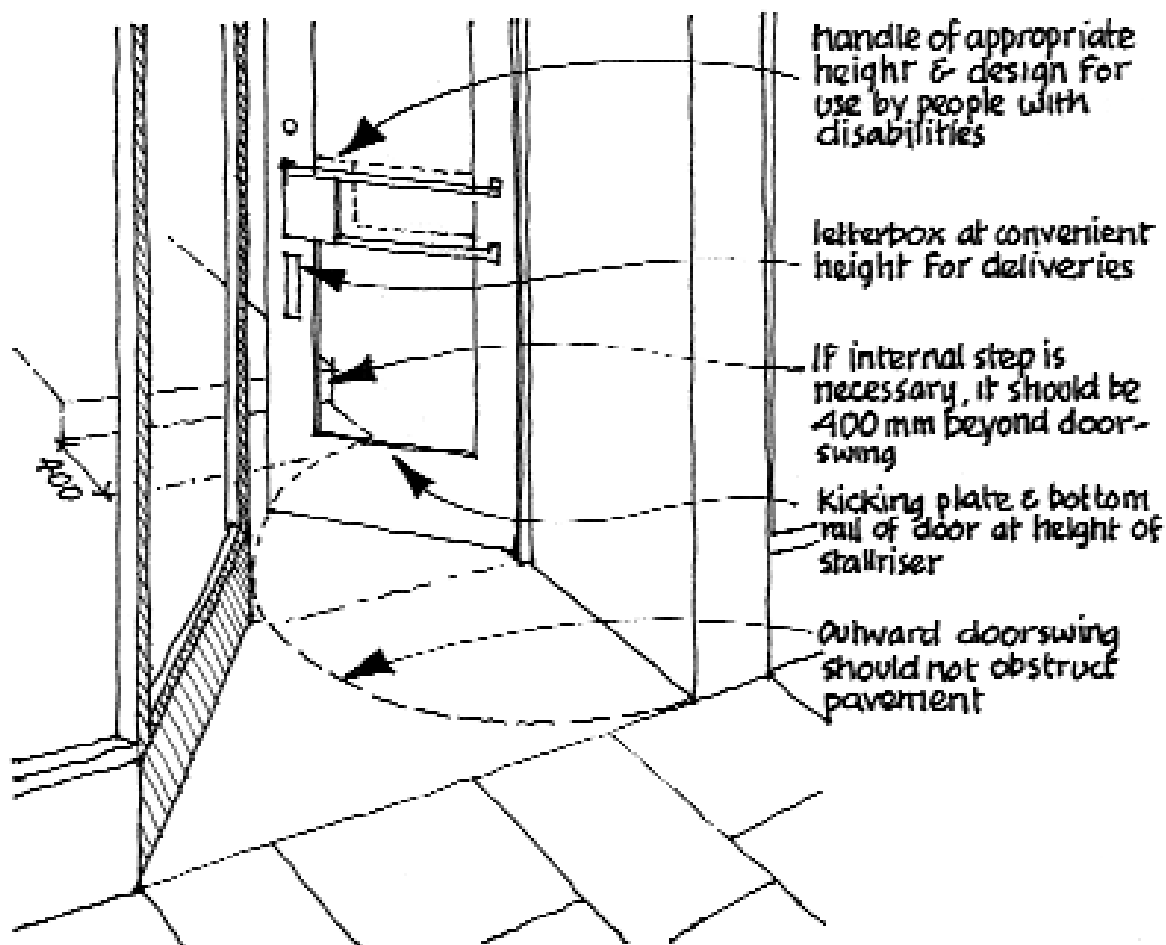 handle of appropriate
height & design for
use by people with
disabilities
letterbox at convenient
height for deliveries
If internal step is
necessary, it should be
400 mm beyond door-
swing
Kicking plate & bottom
rail of door at height of
stallriser
Outward doorswing
should not obstruct
pavement
400